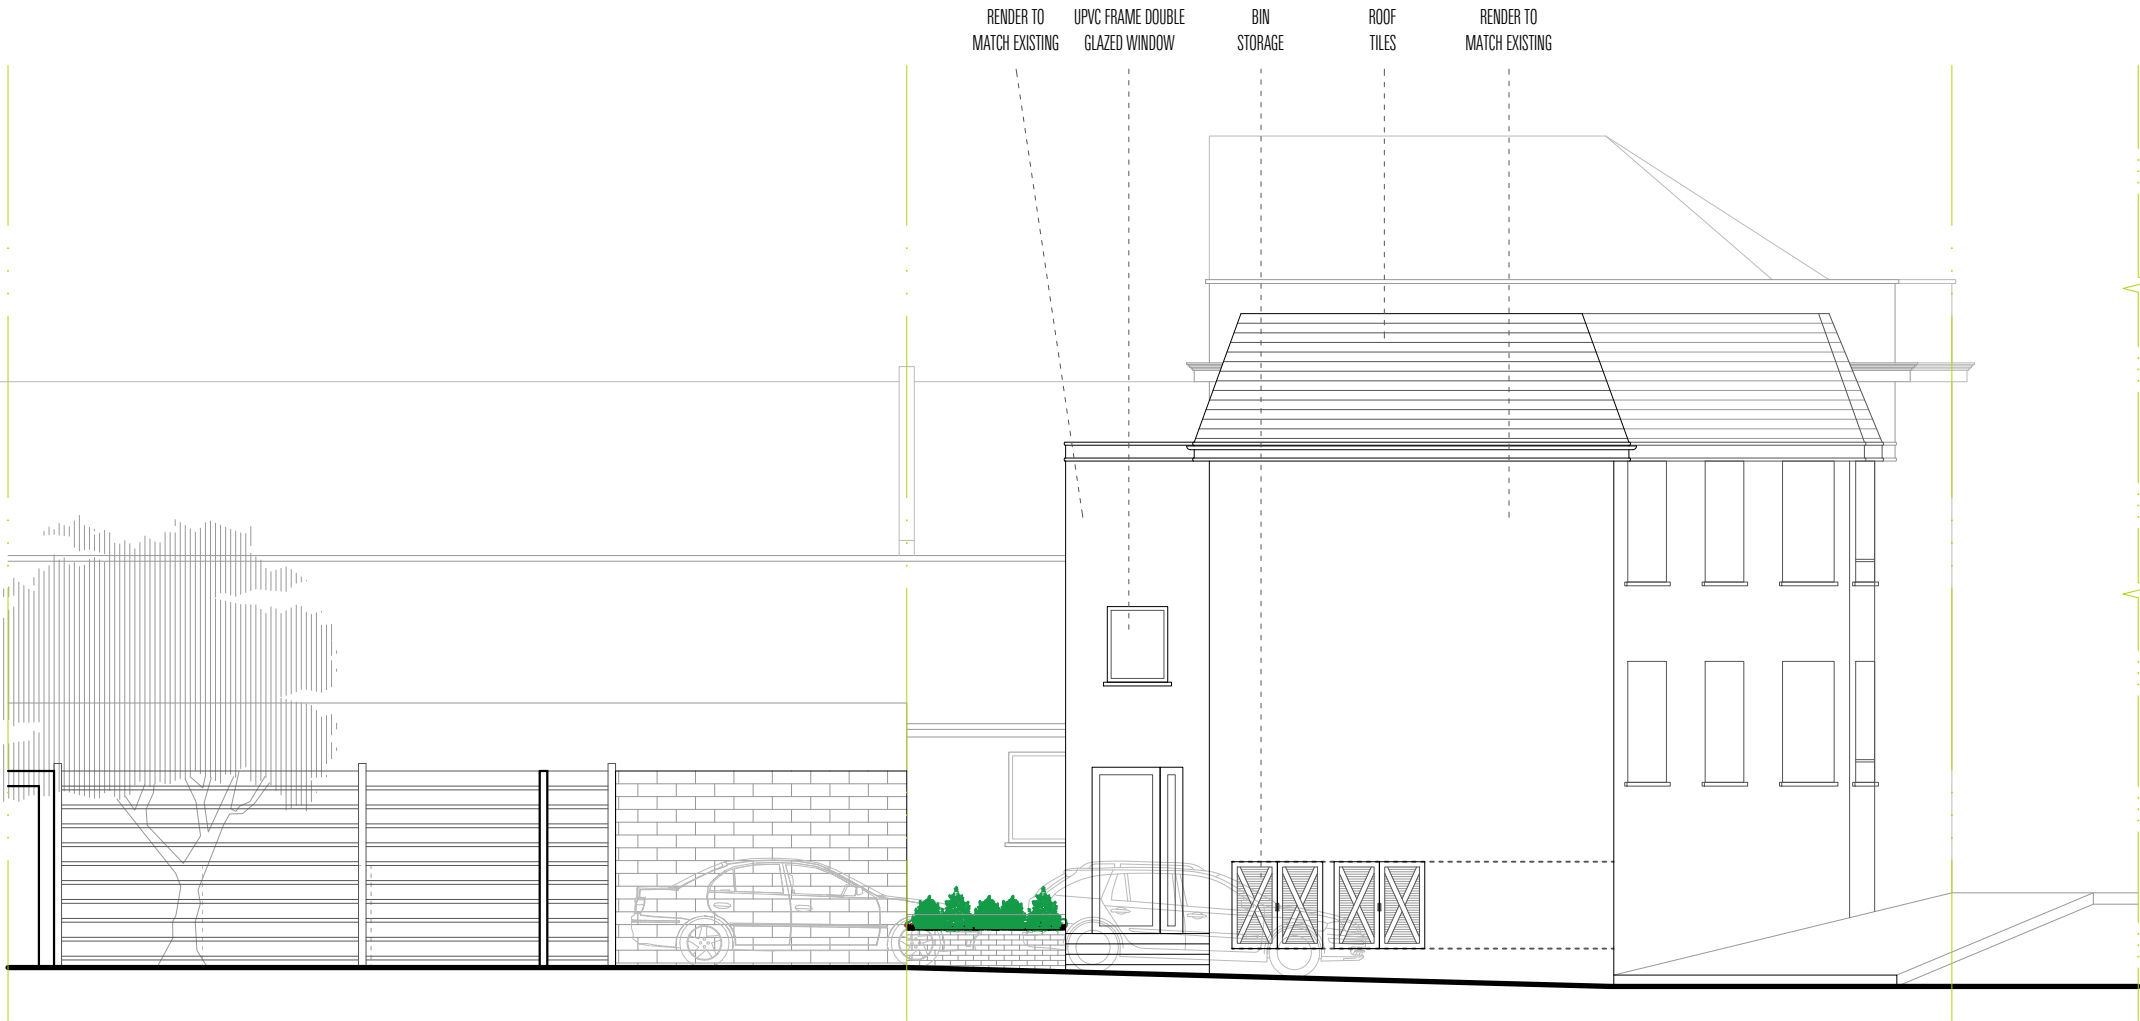 RENDER TO
MATCH EXISTING
UPVC FRAME DOUBLE
GLAZED WINDOW
BIN
STORAGE
ROOF
TILES
RENDER TO
MATCH EXISTING